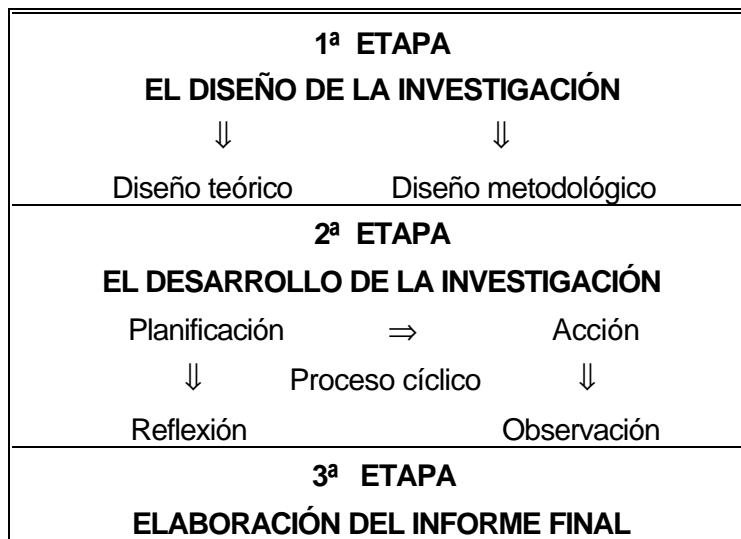 1ª ETAPA
EL DISEÑO DE LA INVESTIGACIÓN
⇓ ⇓
Diseño teórico Diseño metodológico
2ª ETAPA
EL DESARROLLO DE LA INVESTIGACIÓN
Planificación ⇒ Acción
⇓ Proceso cíclico ⇓
Reflexión Observación
3ª ETAPA
ELABORACIÓN DEL INFORME FINAL